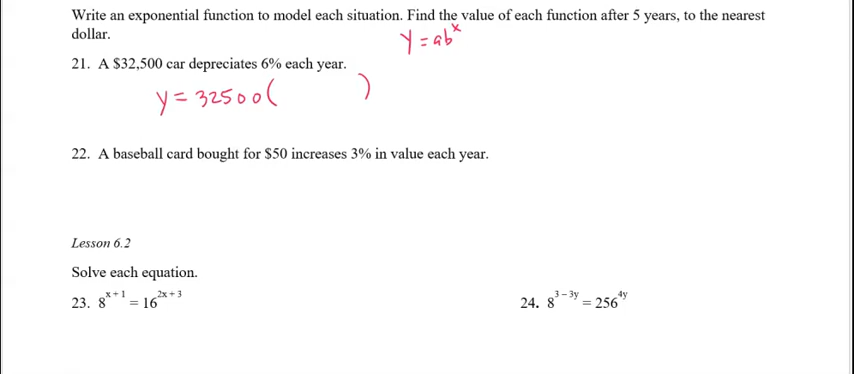 Write an exponential function to model each situation. Find the value of each function after 5 years, to the nearest
dollar.
y = ab^x
21. A $32,500 car depreciates 6% each year.
y = 32500(      )
22. A baseball card bought for $50 increases 3% in value each year.
Lesson 6.2
Solve each equation.
23. 8^(x + 1) = 16^(2x + 3)
24. 8^(3 – 3y) = 256^(4y)